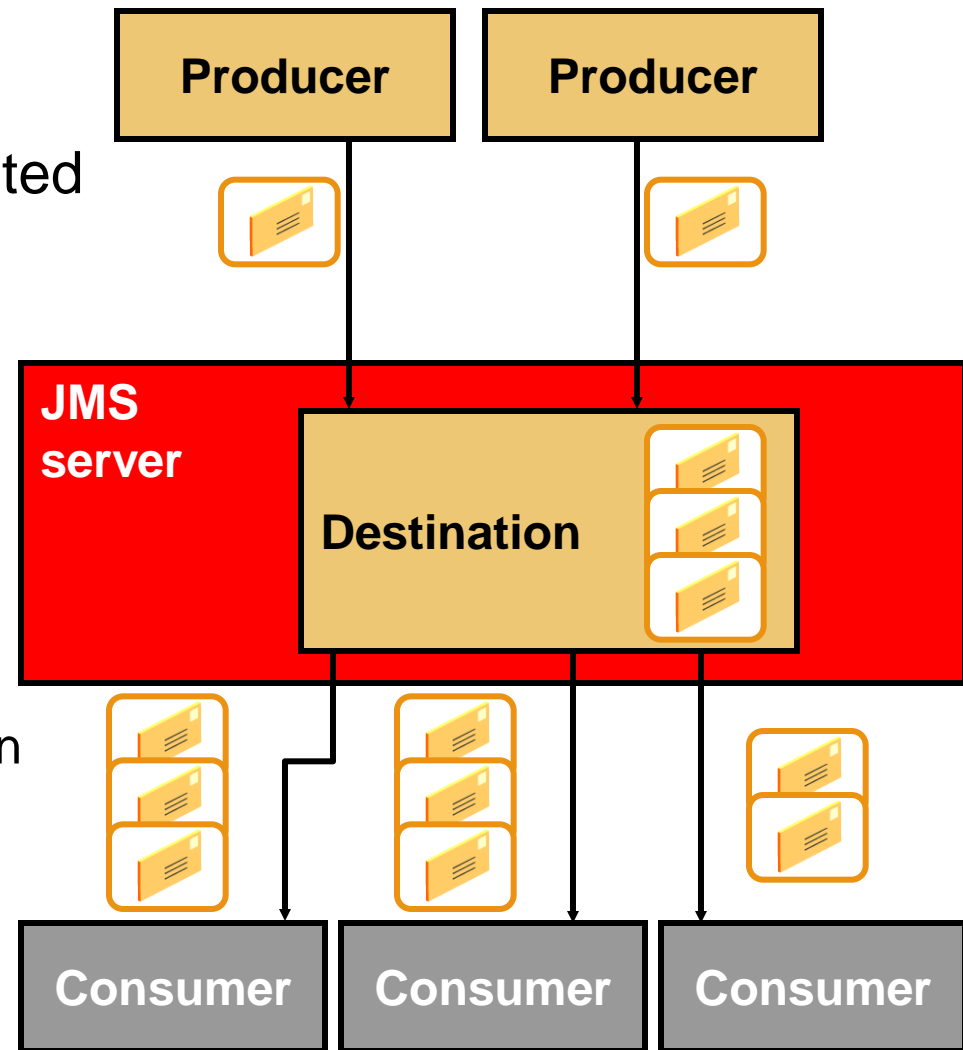 Producer
Producer
ted
JMS
server
Destination
n
Consumer
Consumer
Consumer